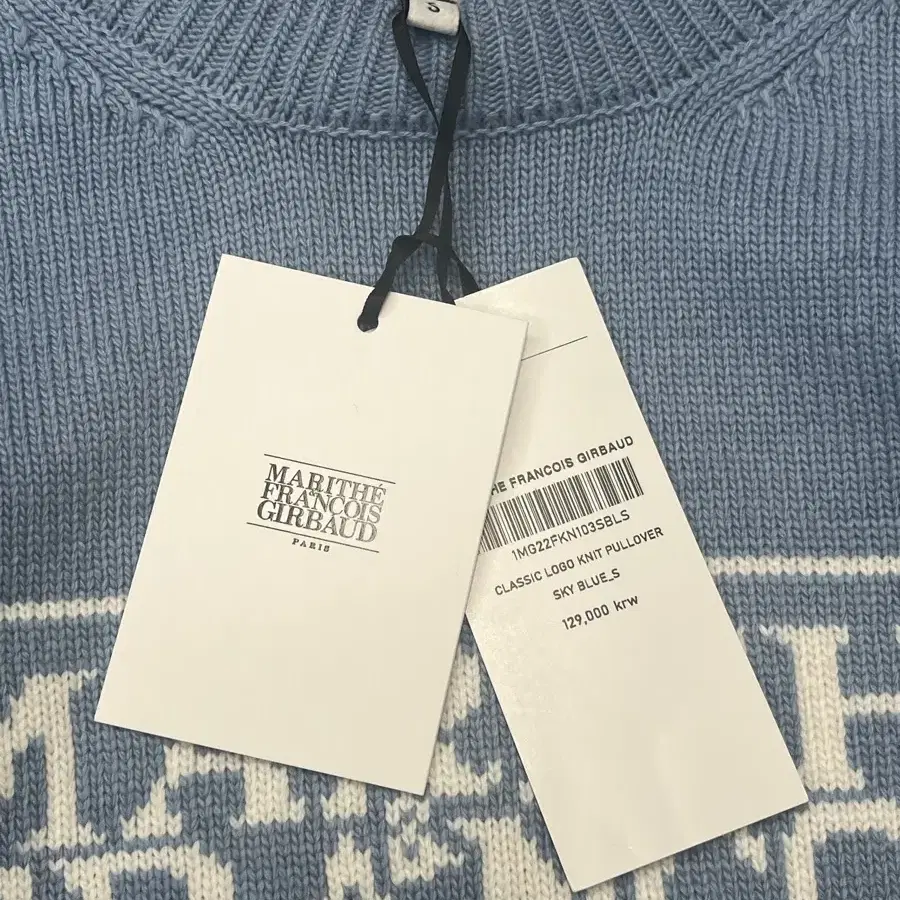 S
MARITHÉ
FRANÇOIS
GIRBAUD
PARIS
HE FRANCOIS GIRBAUD
1MG22FKN103SBLS
CLASSIC LOGO KNIT PULLOVER
SKY BLUE_S
129,000 krw